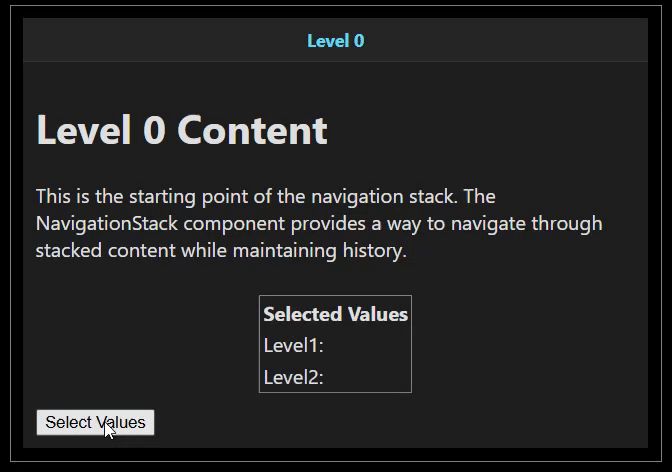 Level 0
Level 0 Content
This is the starting point of the navigation stack. The
NavigationStack component provides a way to navigate through
stacked content while maintaining history.
Selected Values
Level1:
Level2:
Select Values